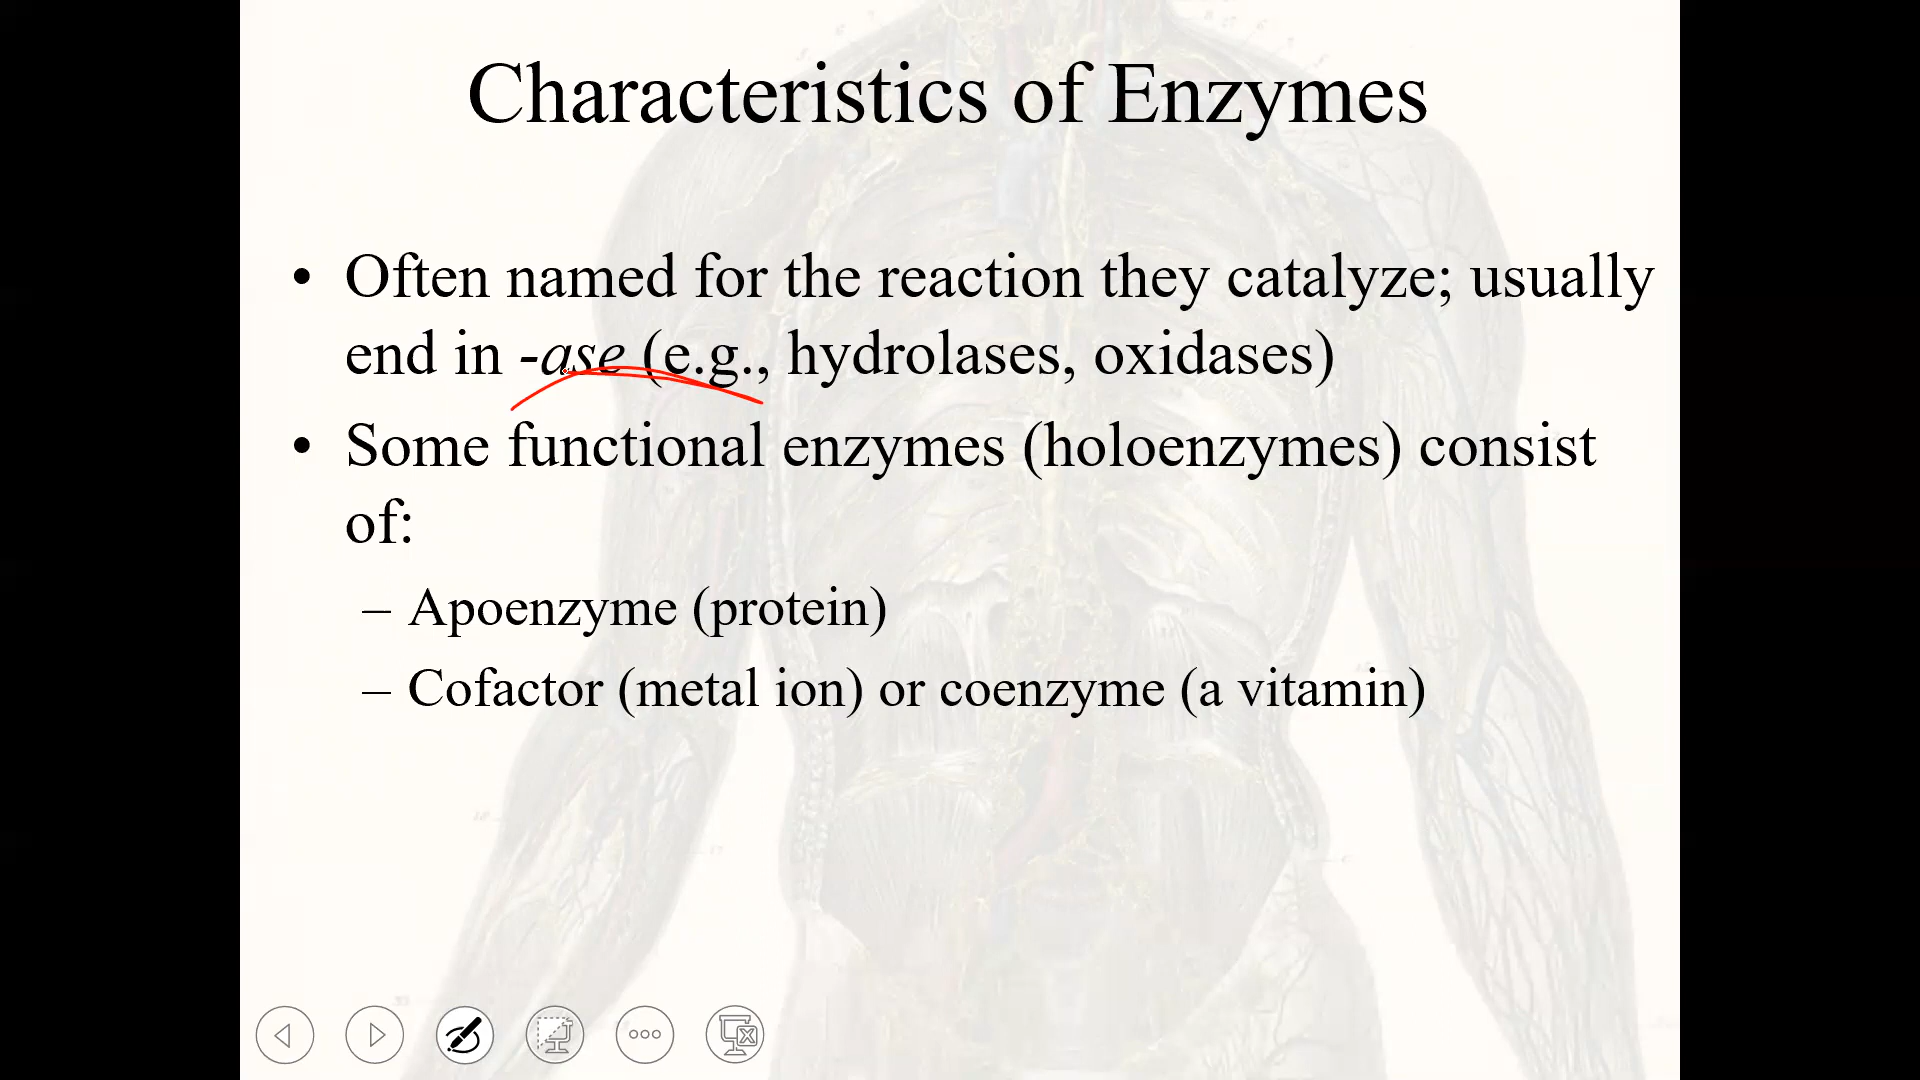 Characteristics of Enzymes
• Often named for the reaction they catalyze; usually
end in -ase (e.g., hydrolases, oxidases)
• Some functional enzymes (holoenzymes) consist
of:
– Apoenzyme (protein)
– Cofactor (metal ion) or coenzyme (a vitamin)